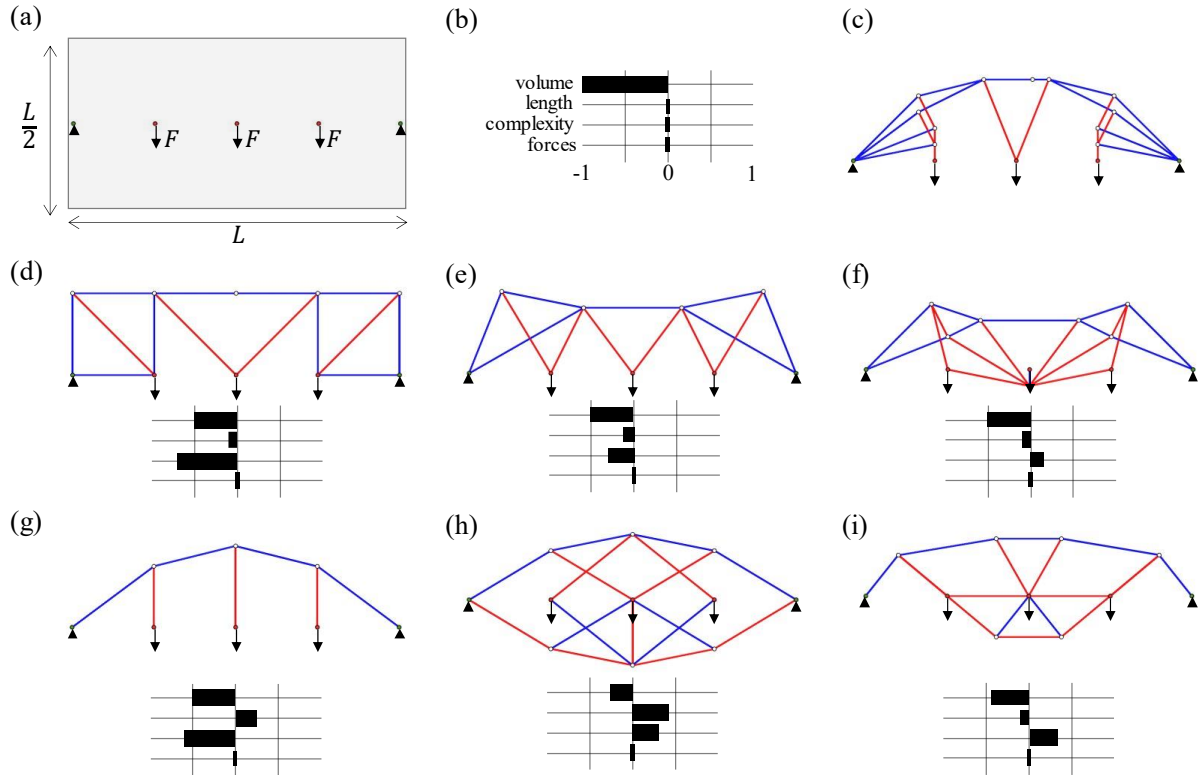 (a)
L/2
F
F
F
L
(b)
volume
length
complexity
forces
-1
0
1
(c)
(d)
(e)
(f)
(g)
(h)
(i)